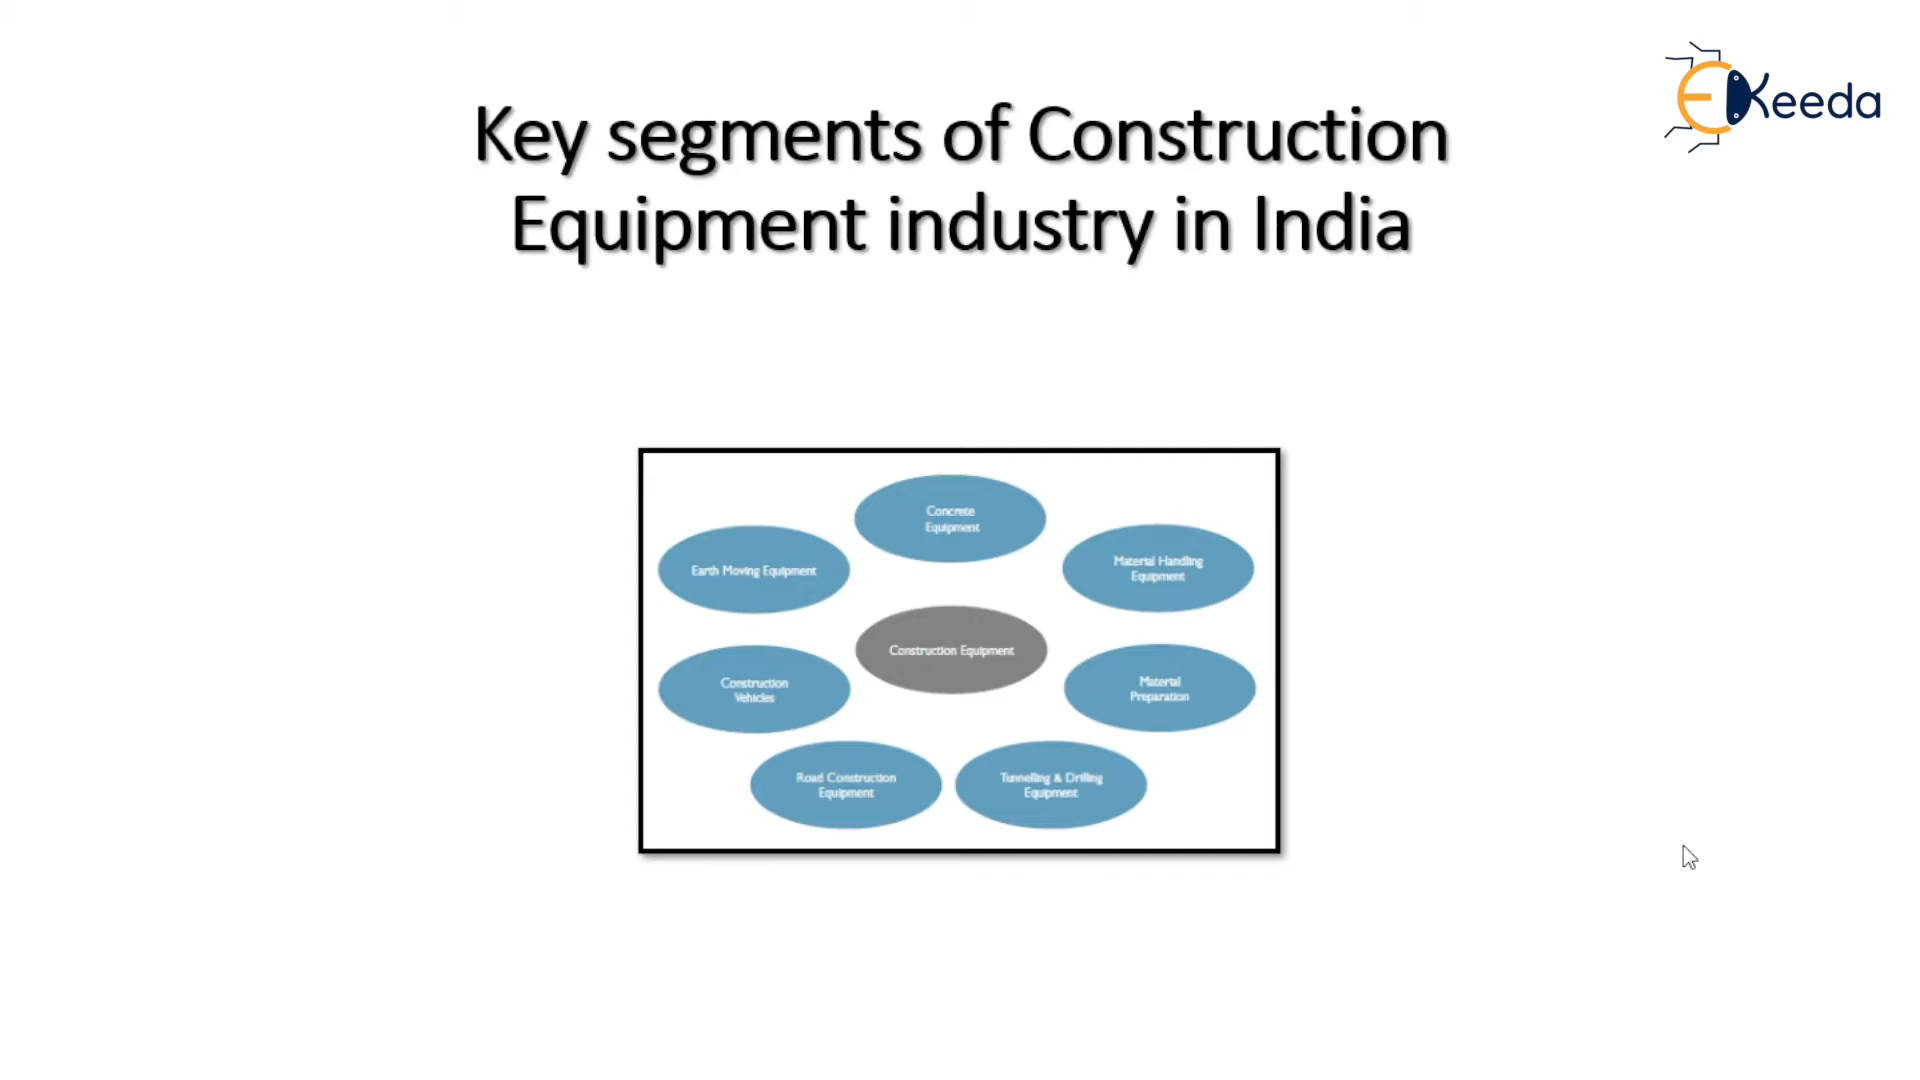 EKeeda
Key segments of Construction
Equipment industry in India
Concrete
Equipment
Earth Moving Equipment
Material Handling
Equipment
Construction Equipment
Construction
Vehicles
Material
Preparation
Road Construction
Equipment
Tunnelling & Drilling
Equipment